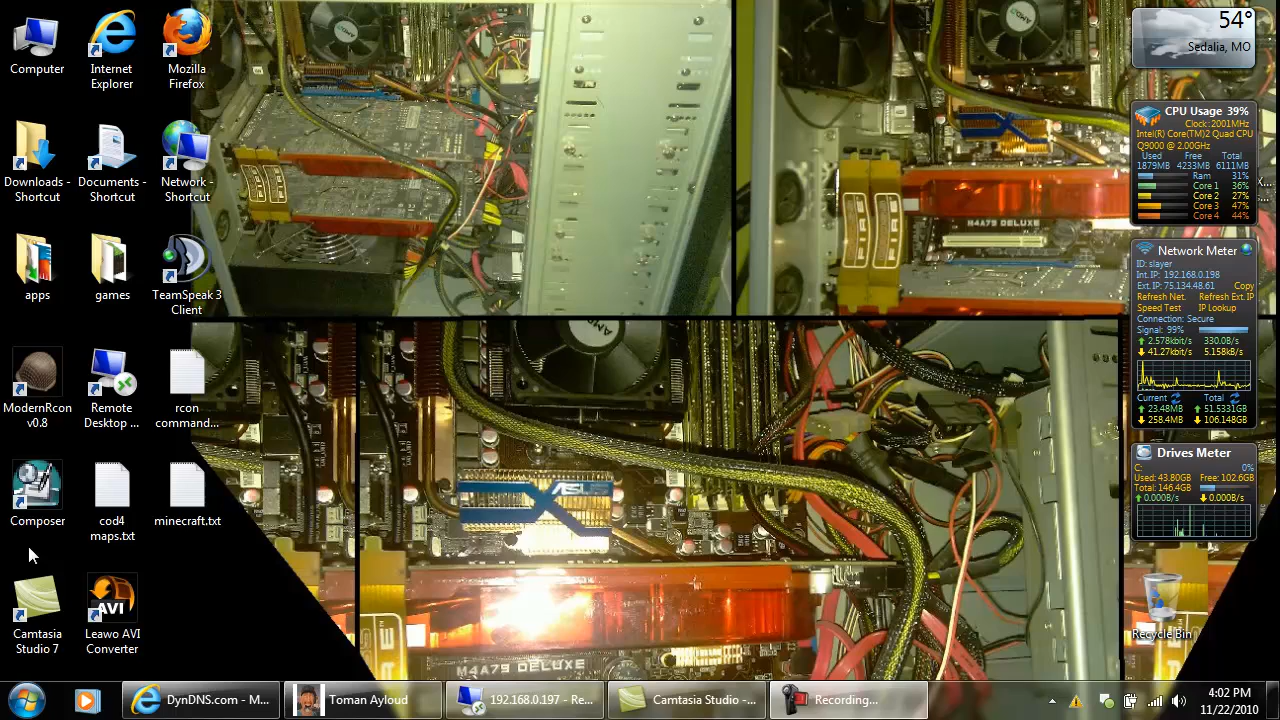 Computer
Internet
Explorer
Mozilla
Firefox
Downloads -
Shortcut
Documents -
Shortcut
Network -
Shortcut
apps
games
TeamSpeak 3
Client
ModernRcon
v0.8
Remote
Desktop ...
rcon
command...
Composer
cod4
maps.txt
minecraft.txt
Camtasia
Studio 7
AVI
Leawo AVI
Converter
AMD
AMD
M4A79 DELUXE
M4A79 DELUXE
54°
Sedalia, MO
CPU Usage 39%
Clock: 2001MHz
Intel(R) Core(TM)2 Quad CPU
Q9000 @ 2.00GHz
Used Free Total
1879MB 4233MB 6111MB
Ram 31%
Core 1 36%
Core 2 27%
Core 3 47%
Core 4 44%
Network Meter
ID: slayer
Int. IP: 192.168.0.198
Ext. IP: 75.134.48.61 Copy
Refresh Net. Refresh Ext. IP
Speed Test IP Lookup
Connection: Secure
Signal: 99%
2.578kbit/s 330.0B/s
41.27kbit/s 5.158kB/s
Current Total
23.48MB 51.5331GB
258.4MB 106.148GB
Drives Meter
C: 0%
Used: 43.80GB Free: 102.6GB
Total: 146.4GB
0.000B/s 0.000B/s
Recycle Bin
DynDNS.com - M...
Toman Ayloud
192.168.0.197 - Re...
Camtasia Studio -...
Recording...
4:02 PM
11/22/2010